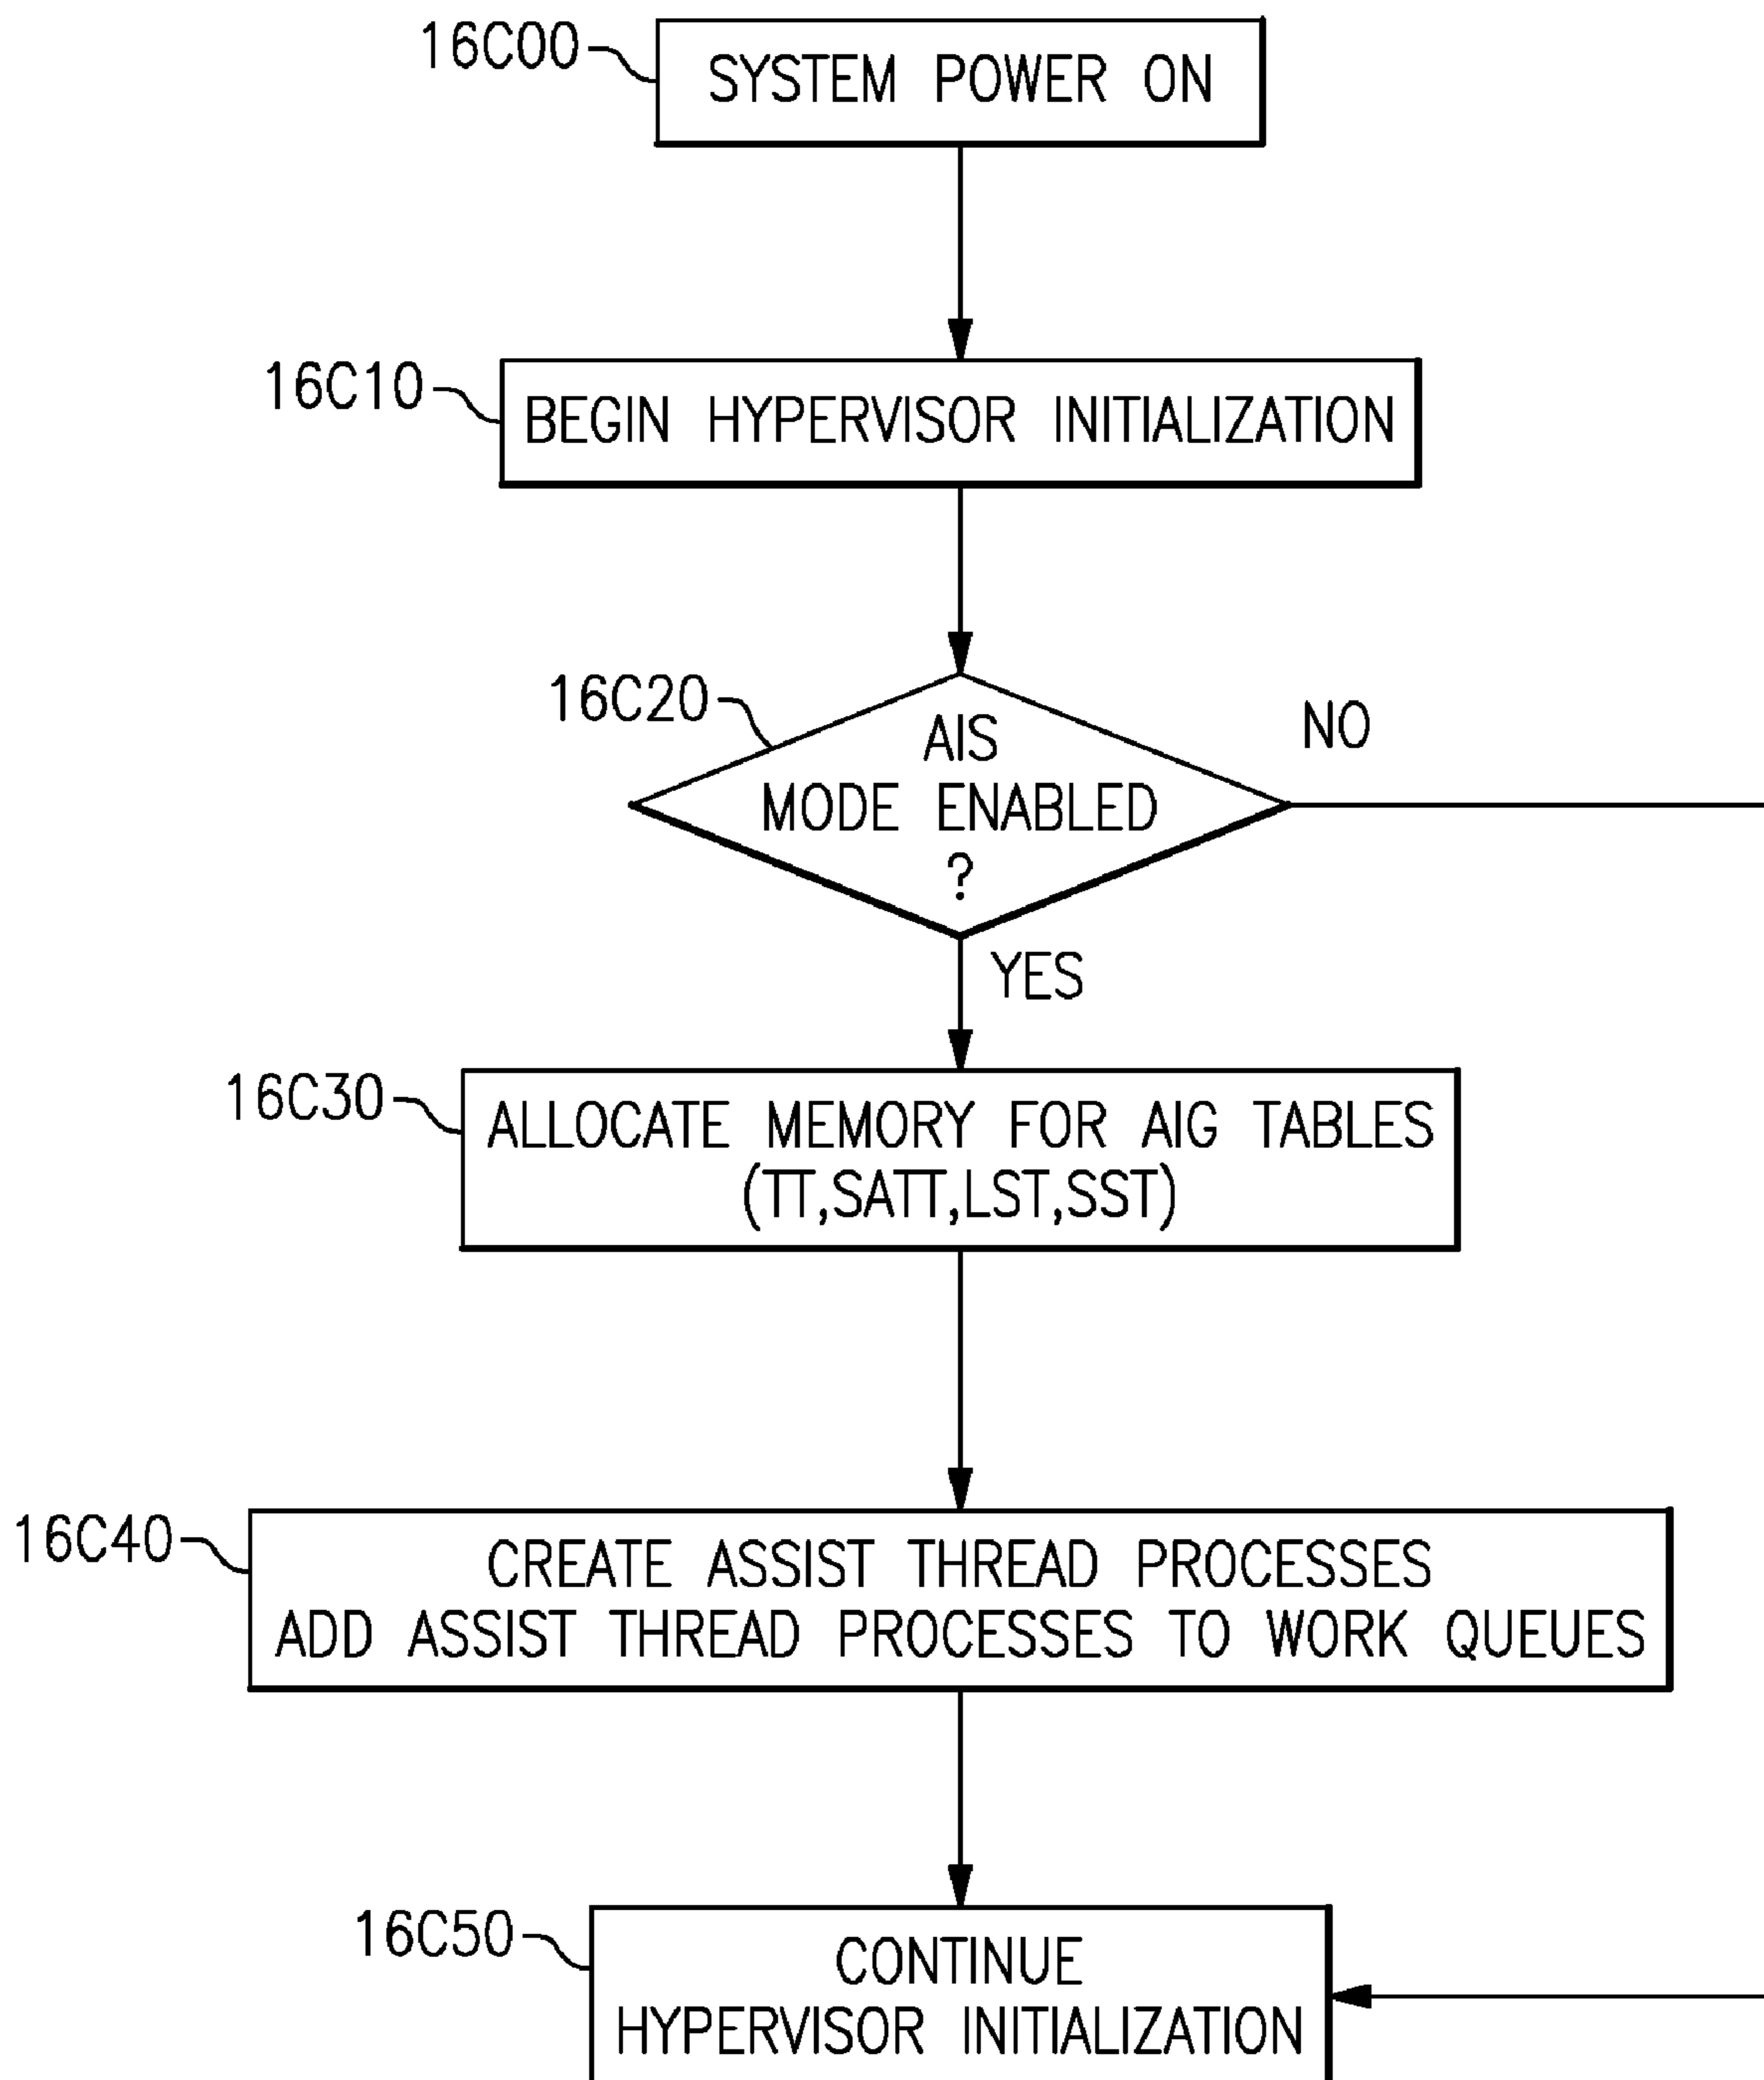 16C00
SYSTEM POWER ON
16C10
BEGIN HYPERVISOR INITIALIZATION
16C20
AIS
MODE ENABLED
?
NO
YES
16C30
ALLOCATE MEMORY FOR AIG TABLES
(TT,SATT,LST,SST)
16C40
CREATE ASSIST THREAD PROCESSES
ADD ASSIST THREAD PROCESSES TO WORK QUEUES
16C50
CONTINUE
HYPERVISOR INITIALIZATION